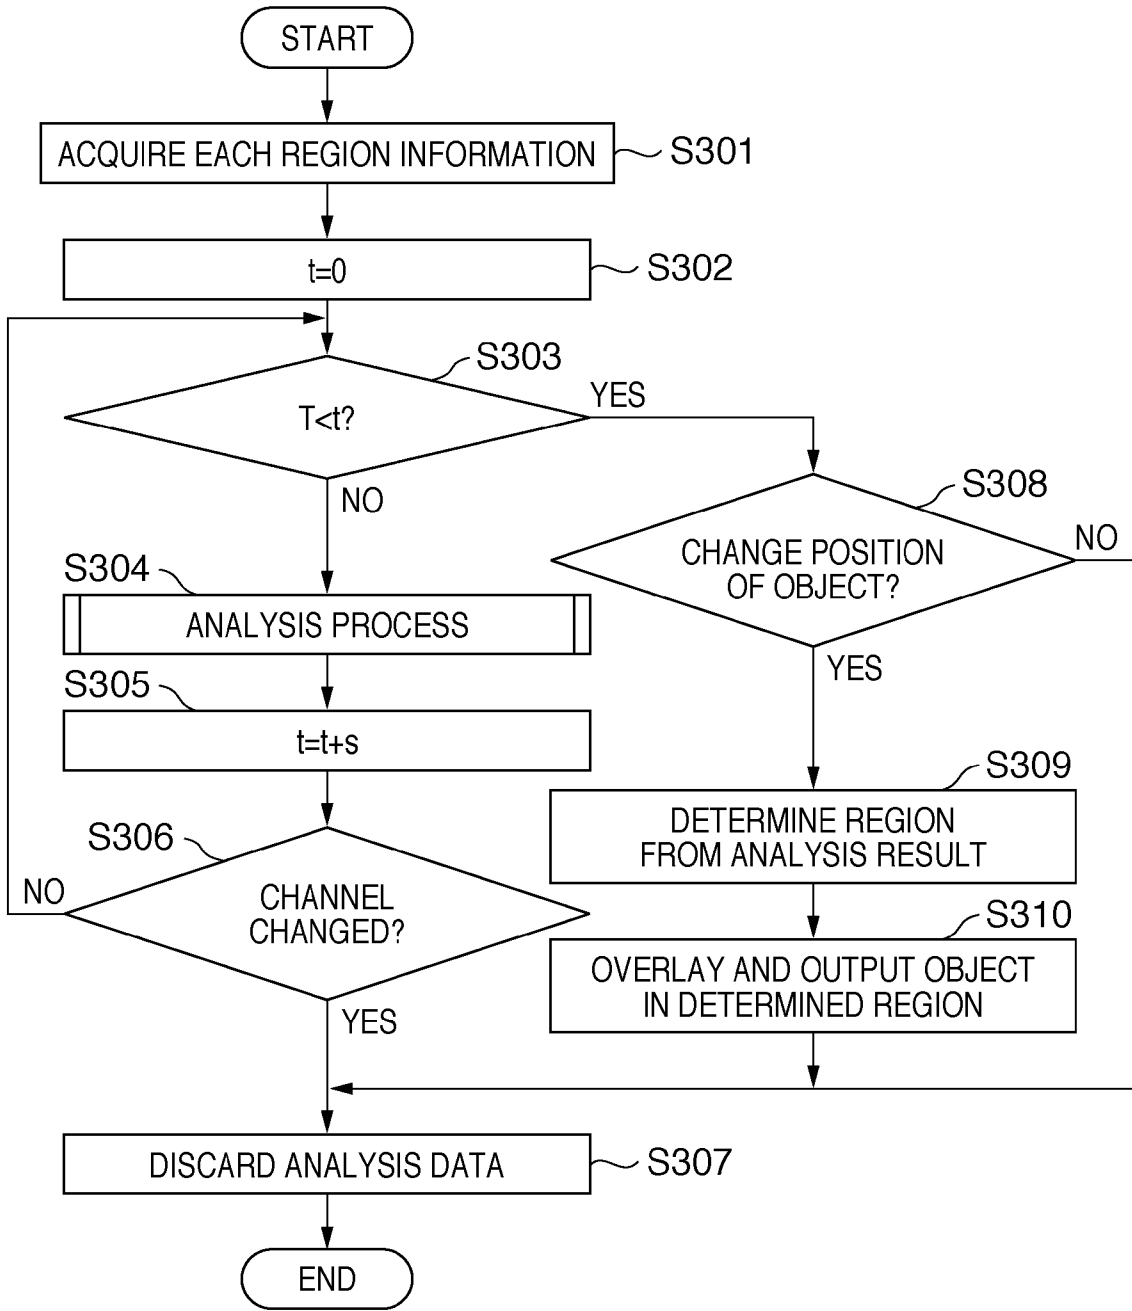 START
ACQUIRE EACH REGION INFORMATION
S301
t=0
S302
S303
T<t?
YES
NO
S308
CHANGE POSITION
OF OBJECT?
NO
YES
S304
ANALYSIS PROCESS
S305
t=t+s
S306
CHANNEL
CHANGED?
NO
YES
S309
DETERMINE REGION
FROM ANALYSIS RESULT
S310
OVERLAY AND OUTPUT OBJECT
IN DETERMINED REGION
DISCARD ANALYSIS DATA
S307
END